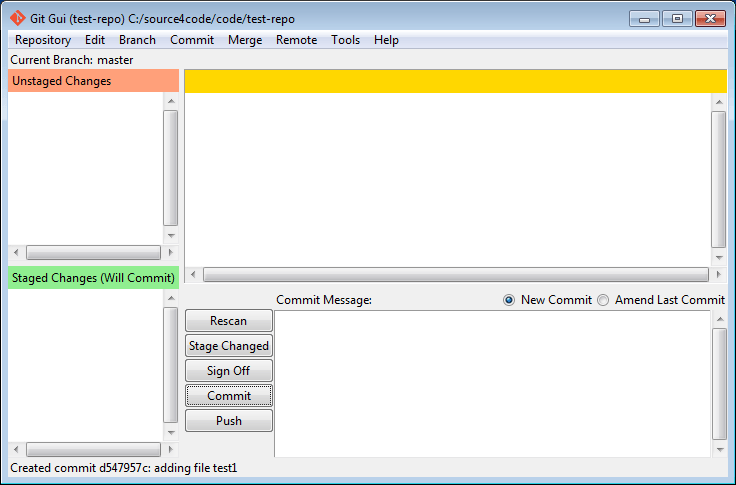 Git Gui (test-repo) C:/source4code/code/test-repo
Repository Edit Branch Commit Merge Remote Tools Help
Current Branch: master
Unstaged Changes
Staged Changes (Will Commit)
Commit Message: New Commit Amend Last Commit
Rescan
Stage Changed
Sign Off
Commit
Push
Created commit d547957c: adding file test1